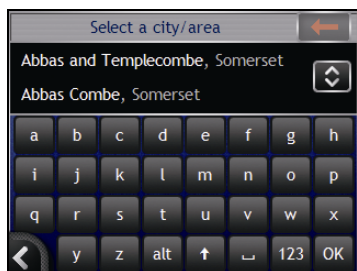 Select a city/area
Abbas and Templecombe, Somerset
Abbas Combe, Somerset
a b c d e f g h
i j k l m n o p
q r s t u v w x
y z alt 123 OK